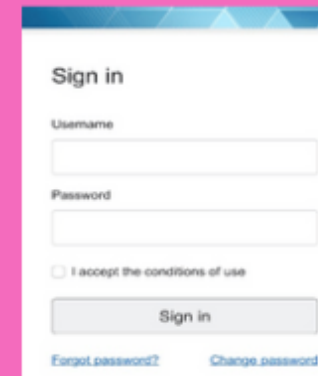 Sign in
Username
Password
I accept the conditions of use
Sign in
Forgot password? Change password